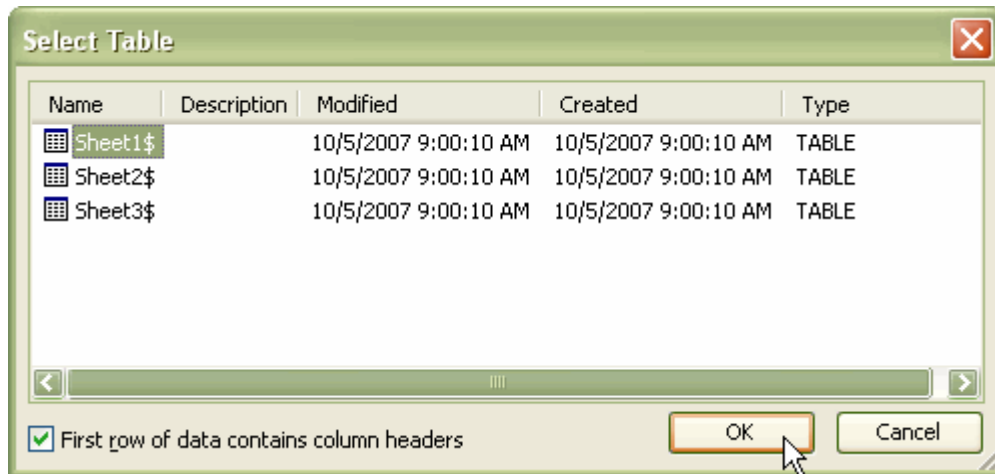 Select Table
Name Description Modified Created Type
Sheet1$ 10/5/2007 9:00:10 AM 10/5/2007 9:00:10 AM TABLE
Sheet2$ 10/5/2007 9:00:10 AM 10/5/2007 9:00:10 AM TABLE
Sheet3$ 10/5/2007 9:00:10 AM 10/5/2007 9:00:10 AM TABLE
First row of data contains column headers OK Cancel